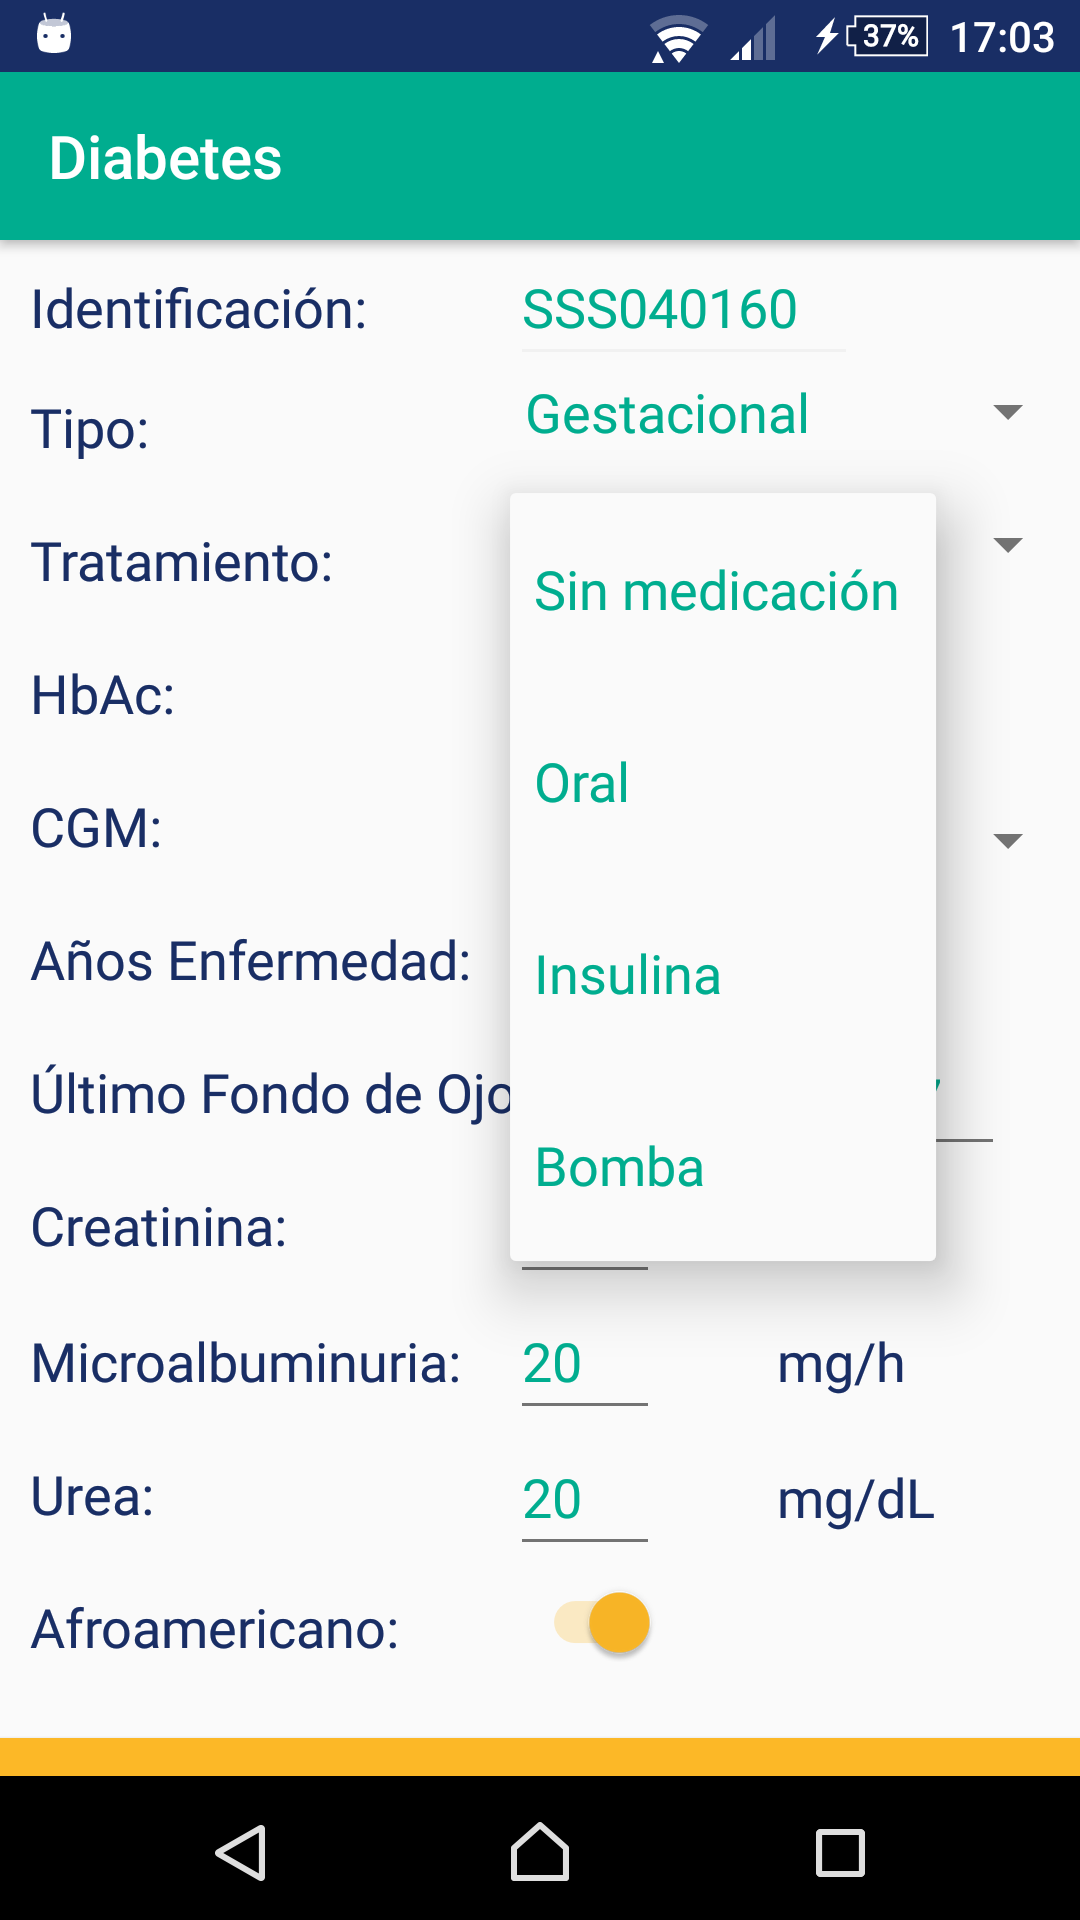 37% 17:03
Diabetes
Identificación: SSS040160
Tipo: Gestacional
Tratamiento:
Sin medicación
HbAc:
Oral
CGM:
Años Enfermedad:
Insulina
Último Fondo de Ojo
Bomba
Creatinina:
Microalbuminuria: 20 mg/h
Urea: 20 mg/dL
Afroamericano: